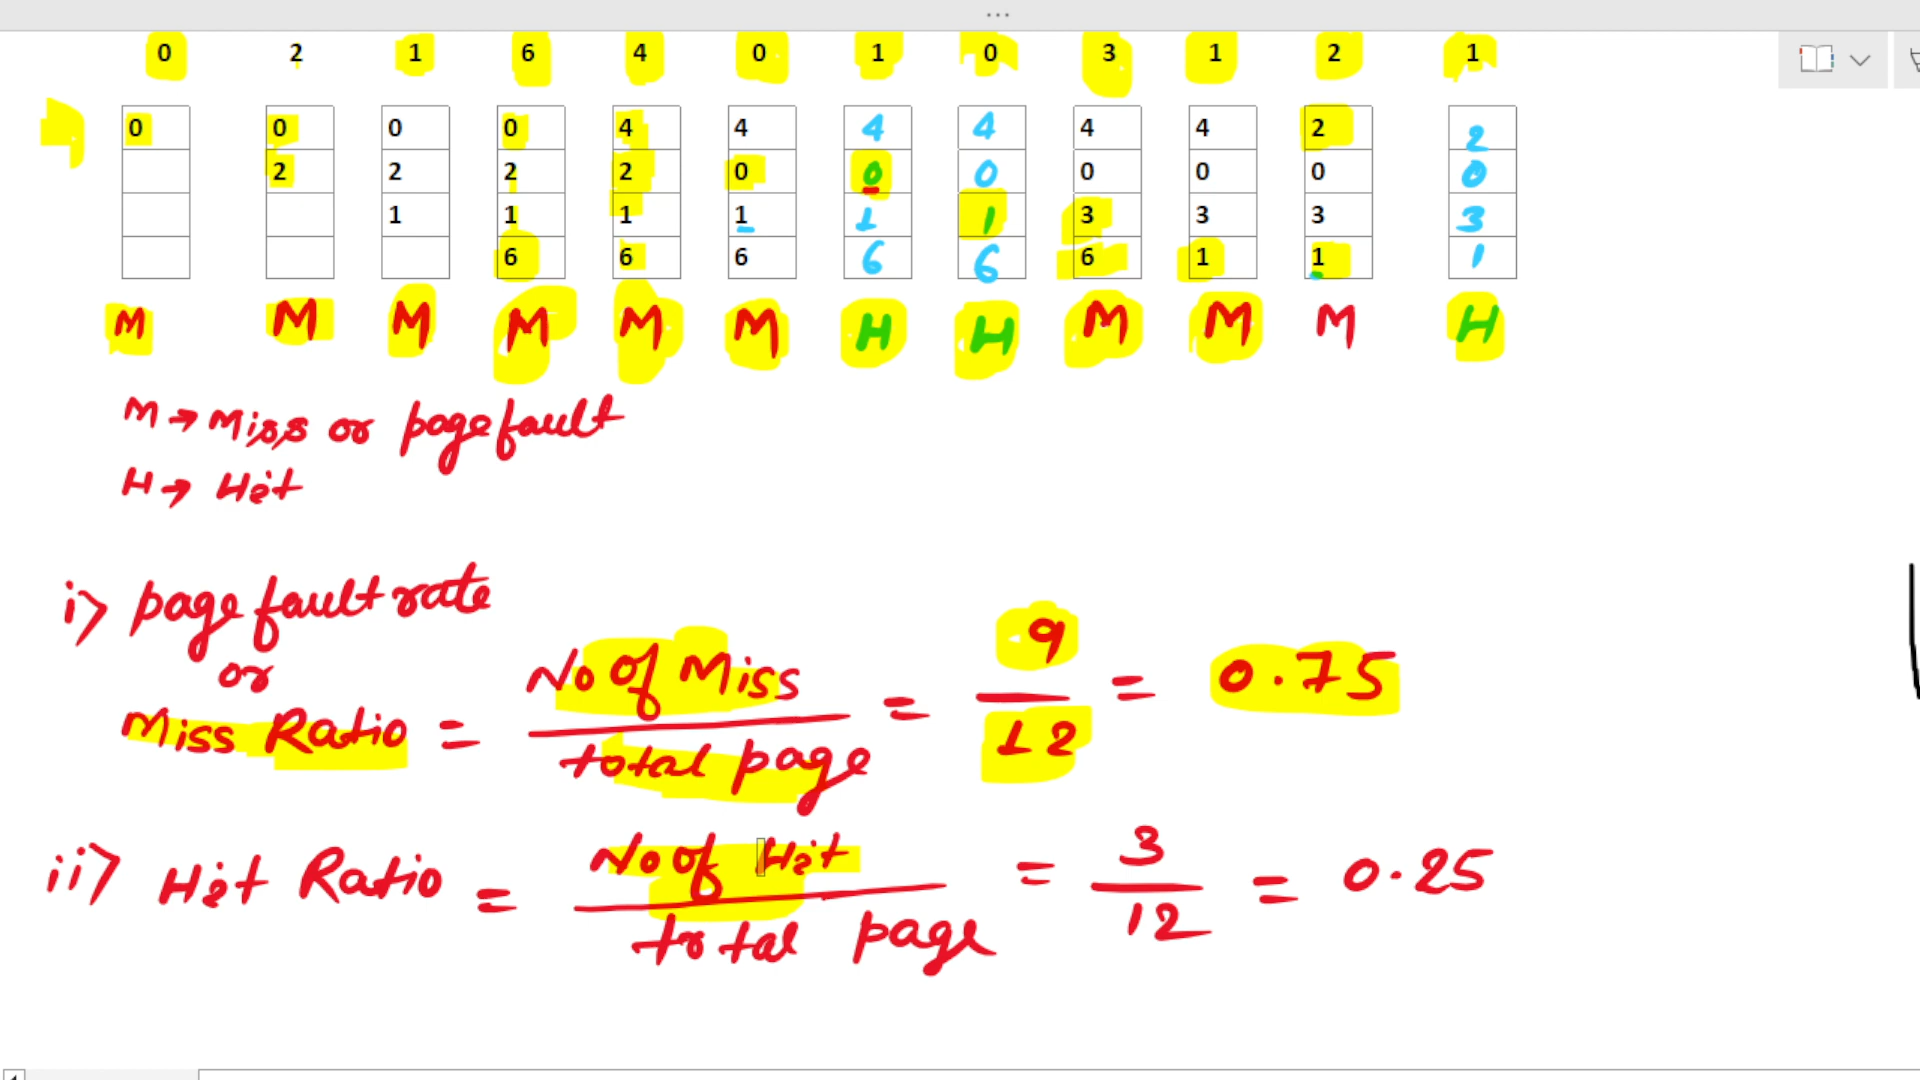 0 2 1 6 4 0 1 0 3 1 2 1
0 0 0 0 4 4 4 4 4 4 2 2
2 2 2 2 0 0 0 0 0 0 0
1 1 1 1 1 1 3 3 3 3
6 6 6 6 6 6 1 1 1
M M M M M M H H M M M H
M → Miss or page fault
H → Hit
i) page fault rate
or
Miss Ratio = No of Miss / total page = 9 / 12 = 0.75
ii) Hit Ratio = No of Hit / total page = 3 / 12 = 0.25